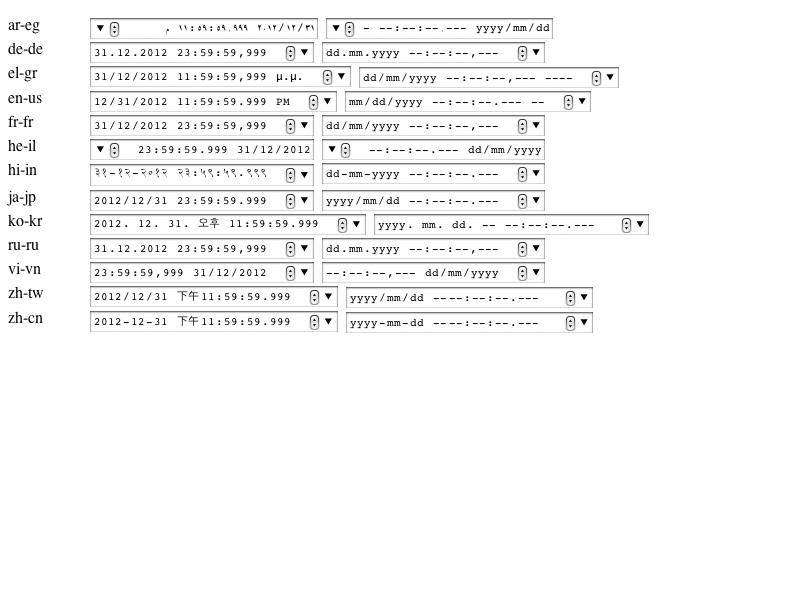 ar-eg ٢٠١٢/١٢/٣١ ١١:٥٩:٥٩.٩٩٩ م yyyy/mm/dd --:--:--.--- -
de-de 31.12.2012 23:59:59,999 dd.mm.yyyy --:--:--,---
el-gr 31/12/2012 11:59:59,999 μ.μ. dd/mm/yyyy --:--:--,--- ----
en-us 12/31/2012 11:59:59.999 PM mm/dd/yyyy --:--:--.--- --
fr-fr 31/12/2012 23:59:59,999 dd/mm/yyyy --:--:--,---
he-il 23:59:59.999 31/12/2012 --:--:--.--- dd/mm/yyyy
hi-in ३१-१२-२०१२ २३:५९:५९.९९९ dd-mm-yyyy --:--:--.---
ja-jp 2012/12/31 23:59:59.999 yyyy/mm/dd --:--:--.---
ko-kr 2012. 12. 31. 오후 11:59:59.999 yyyy. mm. dd. -- --:--:--.---
ru-ru 31.12.2012 23:59:59,999 dd.mm.yyyy --:--:--,---
vi-vn 23:59:59,999 31/12/2012 --:--:--,--- dd/mm/yyyy
zh-tw 2012/12/31 下午11:59:59.999 yyyy/mm/dd ----:--:--.---
zh-cn 2012-12-31 下午11:59:59.999 yyyy-mm-dd ----:--:--.---